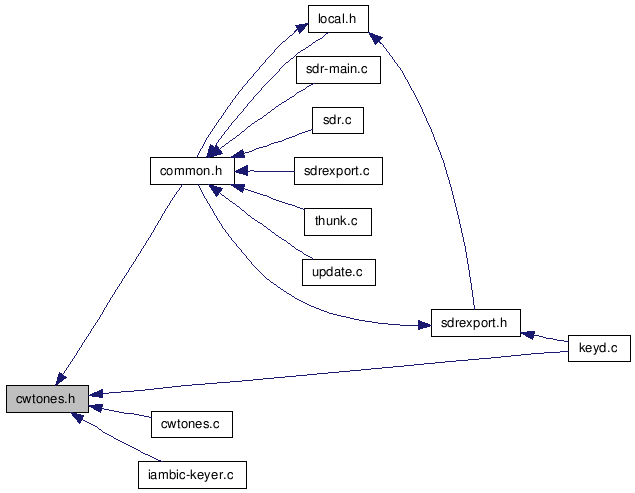 local.h
sdr-main.c
sdr.c
common.h
sdrexport.c
thunk.c
update.c
sdrexport.h
keyd.c
cwtones.h
cwtones.c
iambic-keyer.c